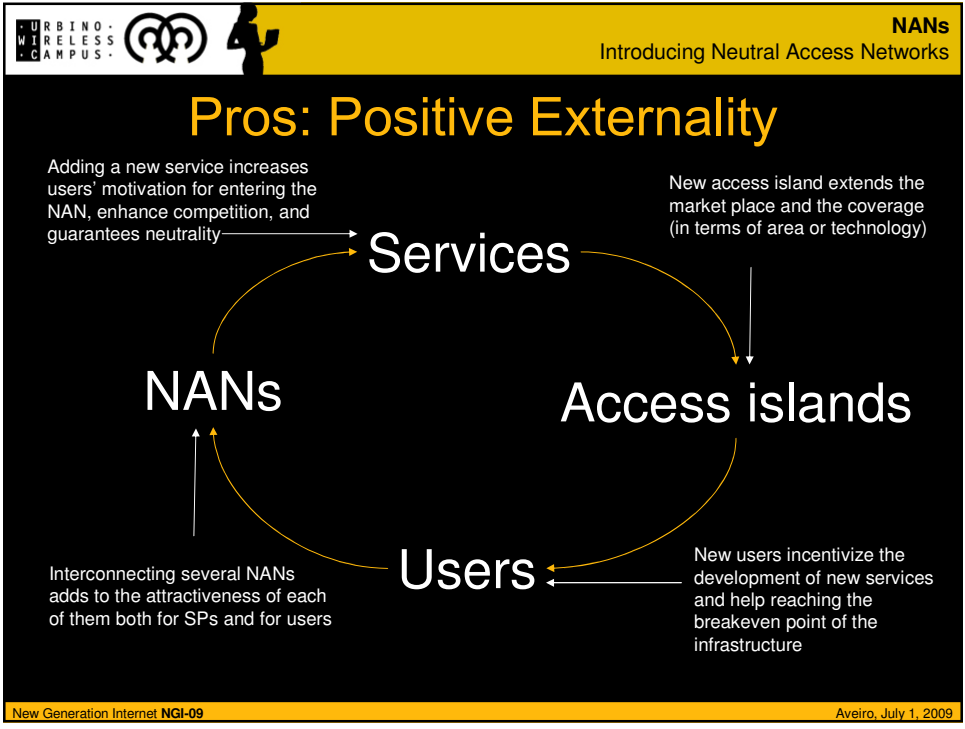 · U R B I N O ·
W I R E L E S S
· C A M P U S ·
NANs
Introducing Neutral Access Networks
Pros: Positive Externality
Adding a new service increases
users’ motivation for entering the
NAN, enhance competition, and
guarantees neutrality
New access island extends the
market place and the coverage
(in terms of area or technology)
Services
NANs
Access islands
Users
Interconnecting several NANs
adds to the attractiveness of each
of them both for SPs and for users
New users incentivize the
development of new services
and help reaching the
breakeven point of the
infrastructure
New Generation Internet NGI-09
Aveiro, July 1, 2009